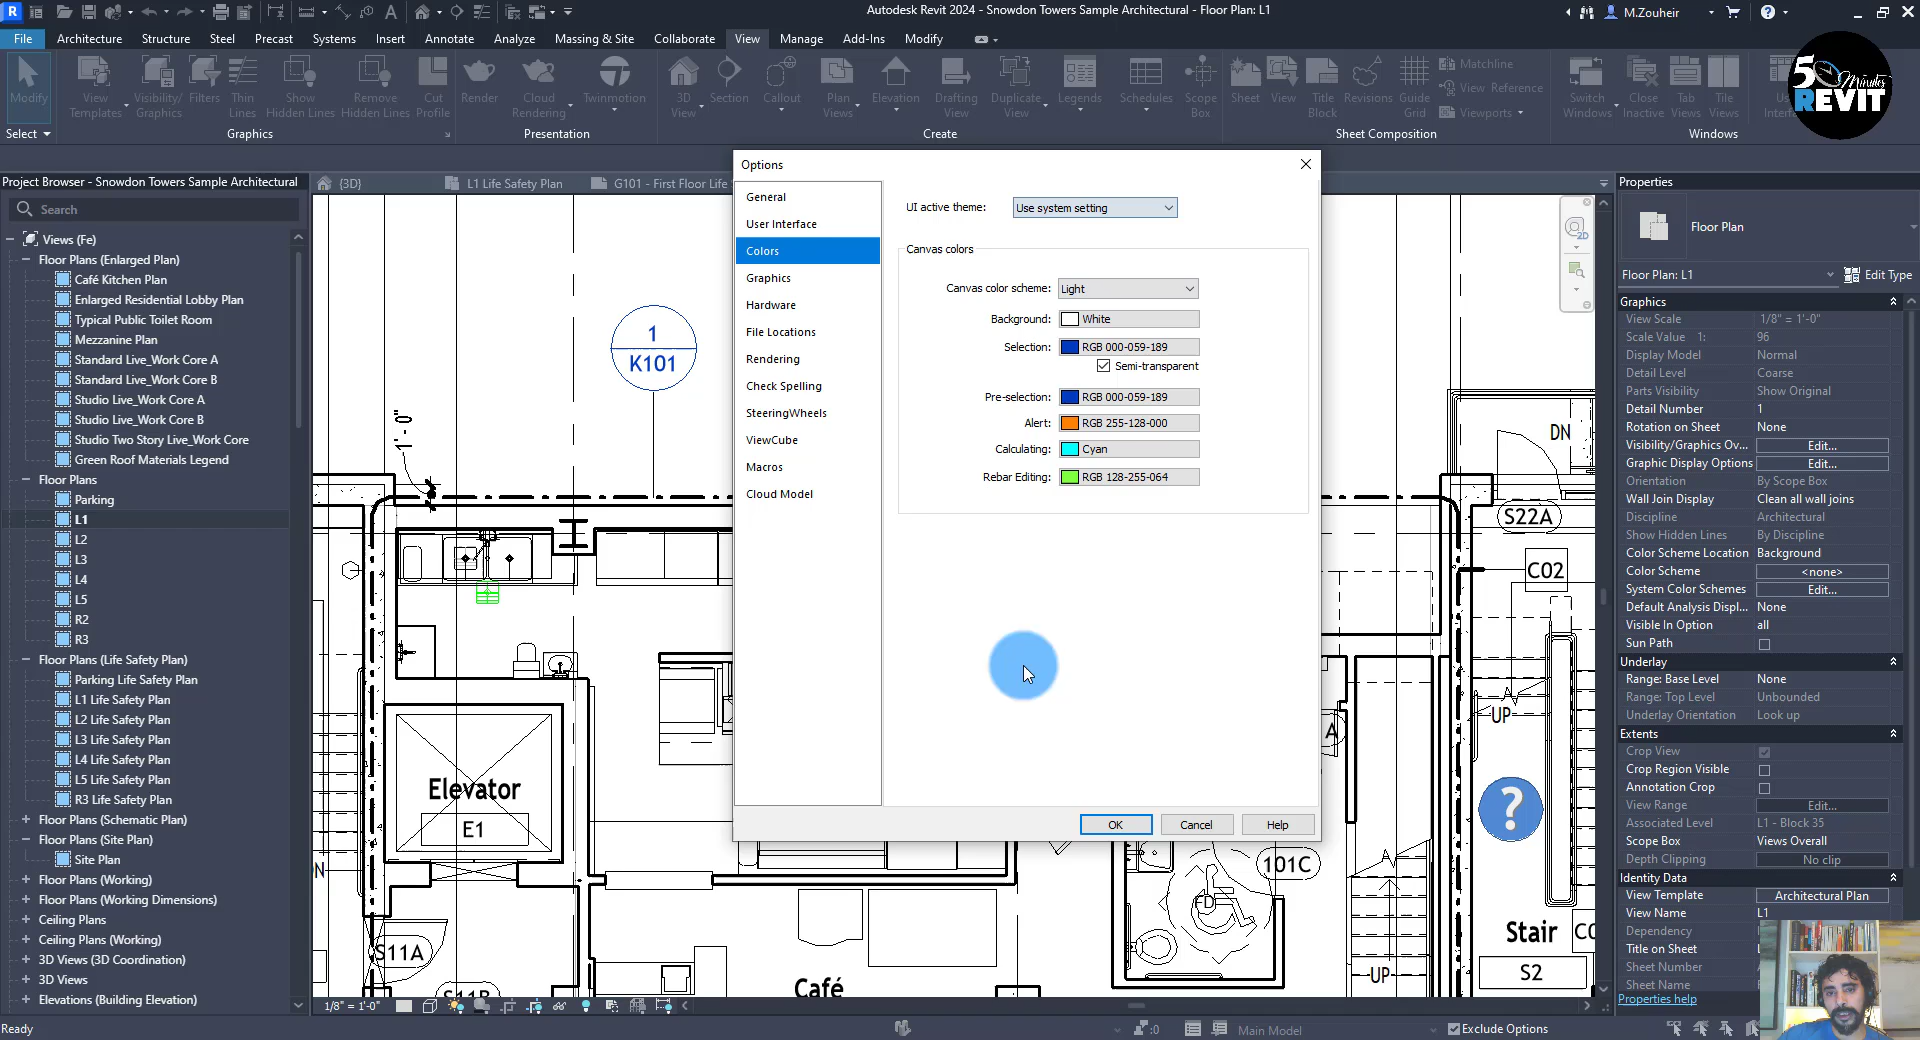 Autodesk Revit 2024 - Snowdon Towers Sample Architectural - Floor Plan: L1
M.Zouheir
File
Architecture
Structure
Steel
Precast
Systems
Insert
Annotate
Analyze
Massing & Site
Collaborate
View
Manage
Add-Ins
Modify
Modify
View Templates
Visibility/ Graphics
Filters
Thin Lines
Show Hidden Lines
Remove Hidden Lines
Cut Profile
Render
Cloud Rendering
Twinmotion
3D View
Section
Callout
Plan Views
Elevation
Drafting View
Duplicate View
Legends
Schedules
Scope Box
Sheet
View
Title Block
Revisions
Guide Grid
Matchline
View Reference
Viewports
Switch Windows
Close Inactive
Tab Views
Tile Views
5 Minutes
REVIT
Select
Graphics
Presentation
Create
Sheet Composition
Windows
Project Browser - Snowdon Towers Sample Architectural
Search
Views (Fe)
Floor Plans (Enlarged Plan)
Café Kitchen Plan
Enlarged Residential Lobby Plan
Typical Public Toilet Room
Mezzanine Plan
Standard Live_Work Core A
Standard Live_Work Core B
Studio Live_Work Core A
Studio Live_Work Core B
Studio Two Story Live_Work Core
Green Roof Materials Legend
Floor Plans
Parking
L1
L2
L3
L4
L5
R2
R3
Floor Plans (Life Safety Plan)
Parking Life Safety Plan
L1 Life Safety Plan
L2 Life Safety Plan
L3 Life Safety Plan
L4 Life Safety Plan
L5 Life Safety Plan
R3 Life Safety Plan
Floor Plans (Schematic Plan)
Floor Plans (Site Plan)
Site Plan
Floor Plans (Working)
Floor Plans (Working Dimensions)
Ceiling Plans
Ceiling Plans (Working)
3D Views (3D Coordination)
3D Views
Elevations (Building Elevation)
{3D}
L1 Life Safety Plan
G101 - First Floor Life
1
K101
1' - 0"
Elevator
E1
S11A
S11B
Café
101C
UP
A
DN
S22A
C02
UP
Stair
S2
2D
Options
General
User Interface
Colors
Graphics
Hardware
File Locations
Rendering
Check Spelling
SteeringWheels
ViewCube
Macros
Cloud Model
UI active theme: Use system setting
Canvas colors
Canvas color scheme: Light
Background: White
Selection: RGB 000-059-189
Semi-transparent
Pre-selection: RGB 000-059-189
Alert: RGB 255-128-000
Calculating: Cyan
Rebar Editing: RGB 128-255-064
OK
Cancel
Help
Properties
Floor Plan
Floor Plan: L1
Edit Type
Graphics
View Scale 1/8" = 1'-0"
Scale Value 1: 96
Display Model Normal
Detail Level Coarse
Parts Visibility Show Original
Detail Number 1
Rotation on Sheet None
Visibility/Graphics Ov... Edit...
Graphic Display Options Edit...
Orientation By Scope Box
Wall Join Display Clean all wall joins
Discipline Architectural
Show Hidden Lines By Discipline
Color Scheme Location Background
Color Scheme <none>
System Color Schemes Edit...
Default Analysis Displ... None
Visible In Option all
Sun Path
Underlay
Range: Base Level None
Range: Top Level Unbounded
Underlay Orientation Look up
Extents
Crop View
Crop Region Visible
Annotation Crop
View Range Edit...
Associated Level L1 - Block 35
Scope Box Views Overall
Depth Clipping No clip
Identity Data
View Template Architectural Plan
View Name L1
Dependency
Title on Sheet
Sheet Number
Sheet Name
Properties help
1/8" = 1'-0"
Ready
:0
Main Model
Exclude Options